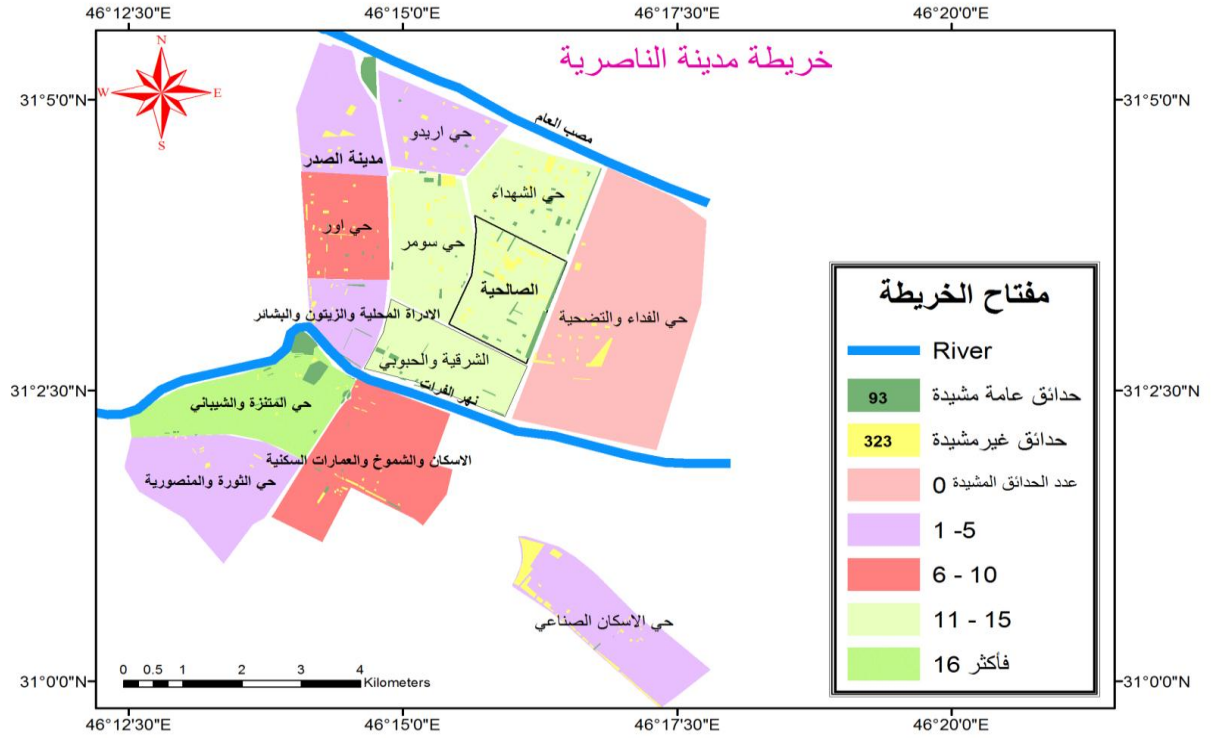 46°12'30"E 46°15'0"E 46°17'30"E 46°20'0"E
خريطة مدينة الناصرية
N
W E
S
31°5'0"N 31°5'0"N
مصب العام
حي اريدو
مدينة الصدر
حي الشهداء
حي اور
حي سومر
الصالحية
حي الفداء والتضحية
الادراة المحلية والزيتون والبشائر
الشرقية والحبوبي
نهر الفرات
31°2'30"N 31°2'30"N
حي المتنزة والشيباني
الاسكان والشموخ والعمارات السكنية
حي الثورة والمنصورية
حي الاسكان الصناعي
مفتاح الخريطة
River
93 حدائق عامة مشيدة
323 حدائق غيرمشيدة
عدد الحدائق المشيدة 0
1 -5
6 - 10
11 - 15
16 فأكثر
0 0.5 1 2 3 4
Kilometers
31°0'0"N 31°0'0"N
46°12'30"E 46°15'0"E 46°17'30"E 46°20'0"E